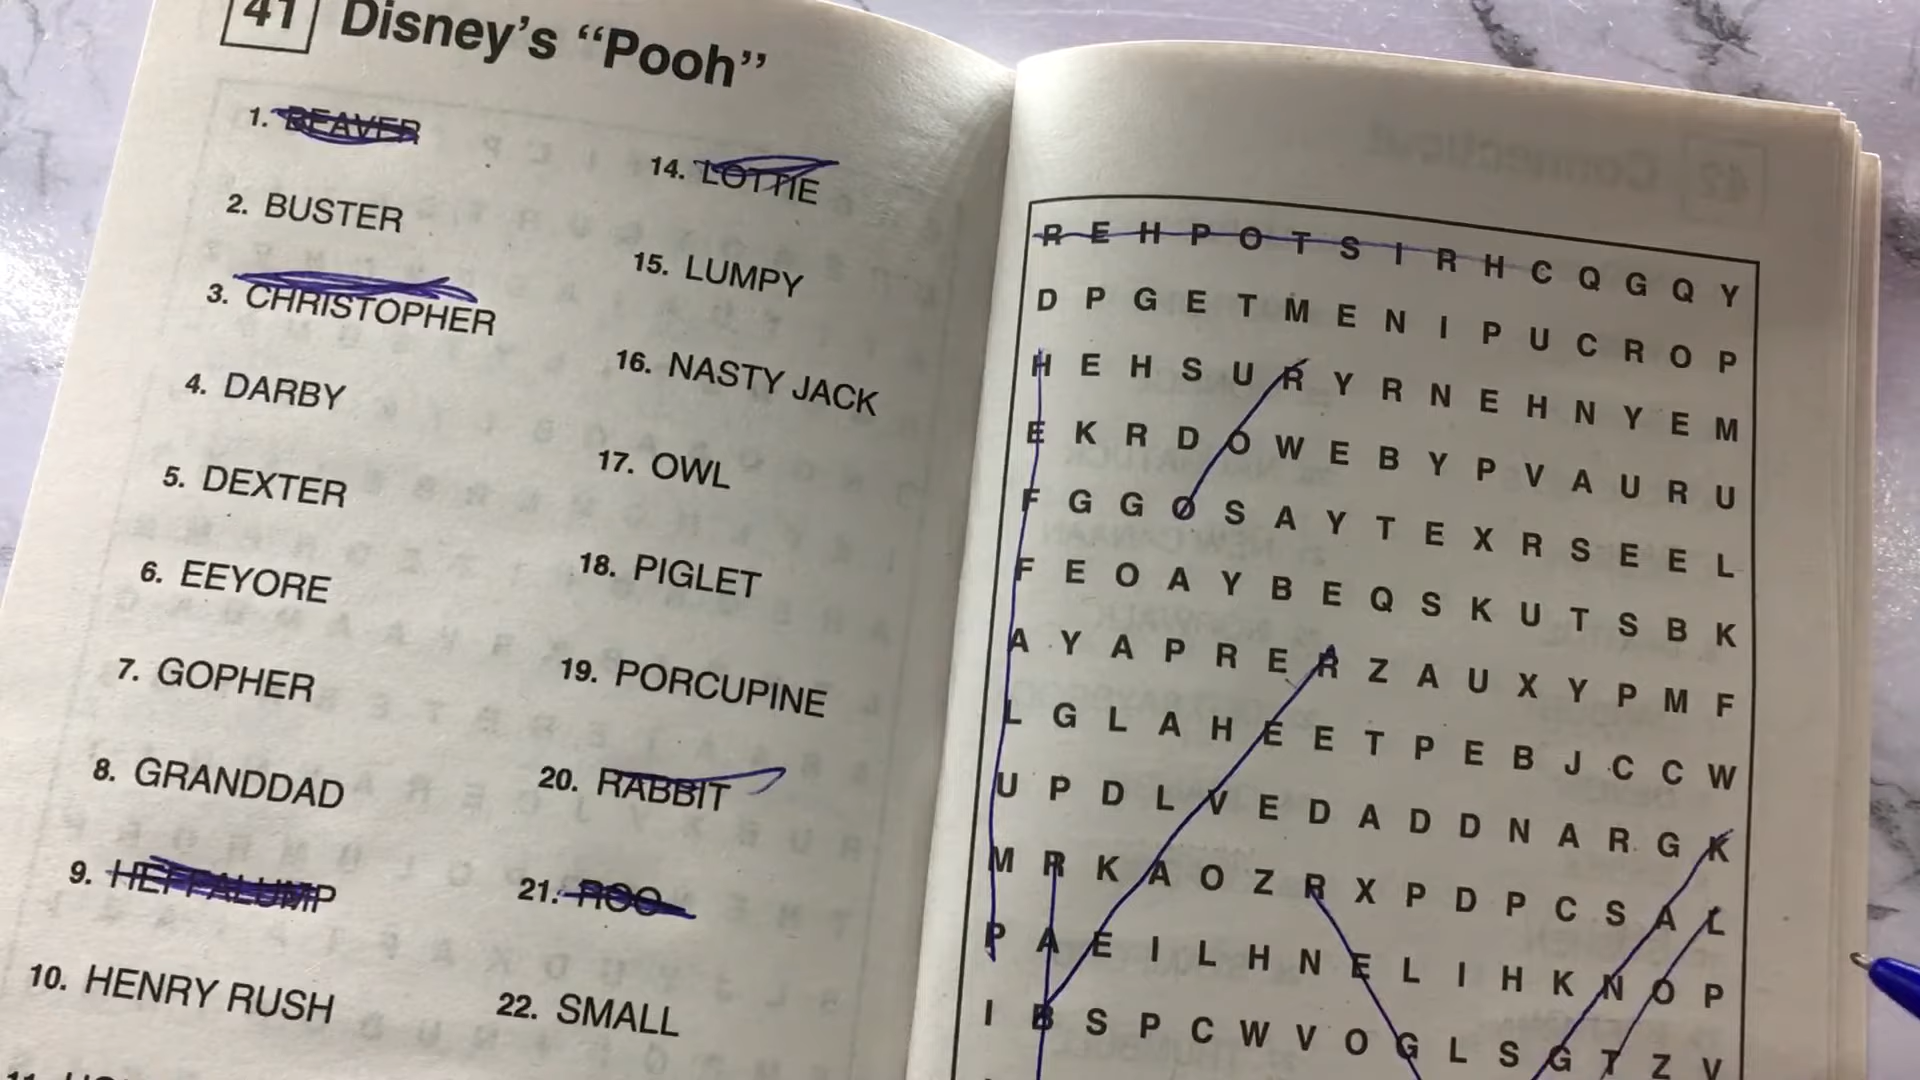 41 Disney's “Pooh”
1. BEAVER
2. BUSTER
3. CHRISTOPHER
4. DARBY
5. DEXTER
6. EEYORE
7. GOPHER
8. GRANDDAD
9. HEFFALUMP
10. HENRY RUSH
14. LOTTIE
15. LUMPY
16. NASTY JACK
17. OWL
18. PIGLET
19. PORCUPINE
20. RABBIT
21. ROO
22. SMALL
R E H P O T S I R H C Q G Q Y
D P G E T M E N I P U C R O P
H E H S U R Y R N E H N Y E M
E K R D O W E B Y P V A U R U
F G G O S A Y T E X R S E E L
F E O A Y B E Q S K U T S B K
A Y A P R E R Z A U X Y P M F
L G L A H E E T P E B J C C W
U P D L V E D A D D N A R G K
M R K A O Z R X P D P C S A L
P A E I L H N E L I H K N O P
I B S P C W V O G L S G T Z V
42 Connecticut